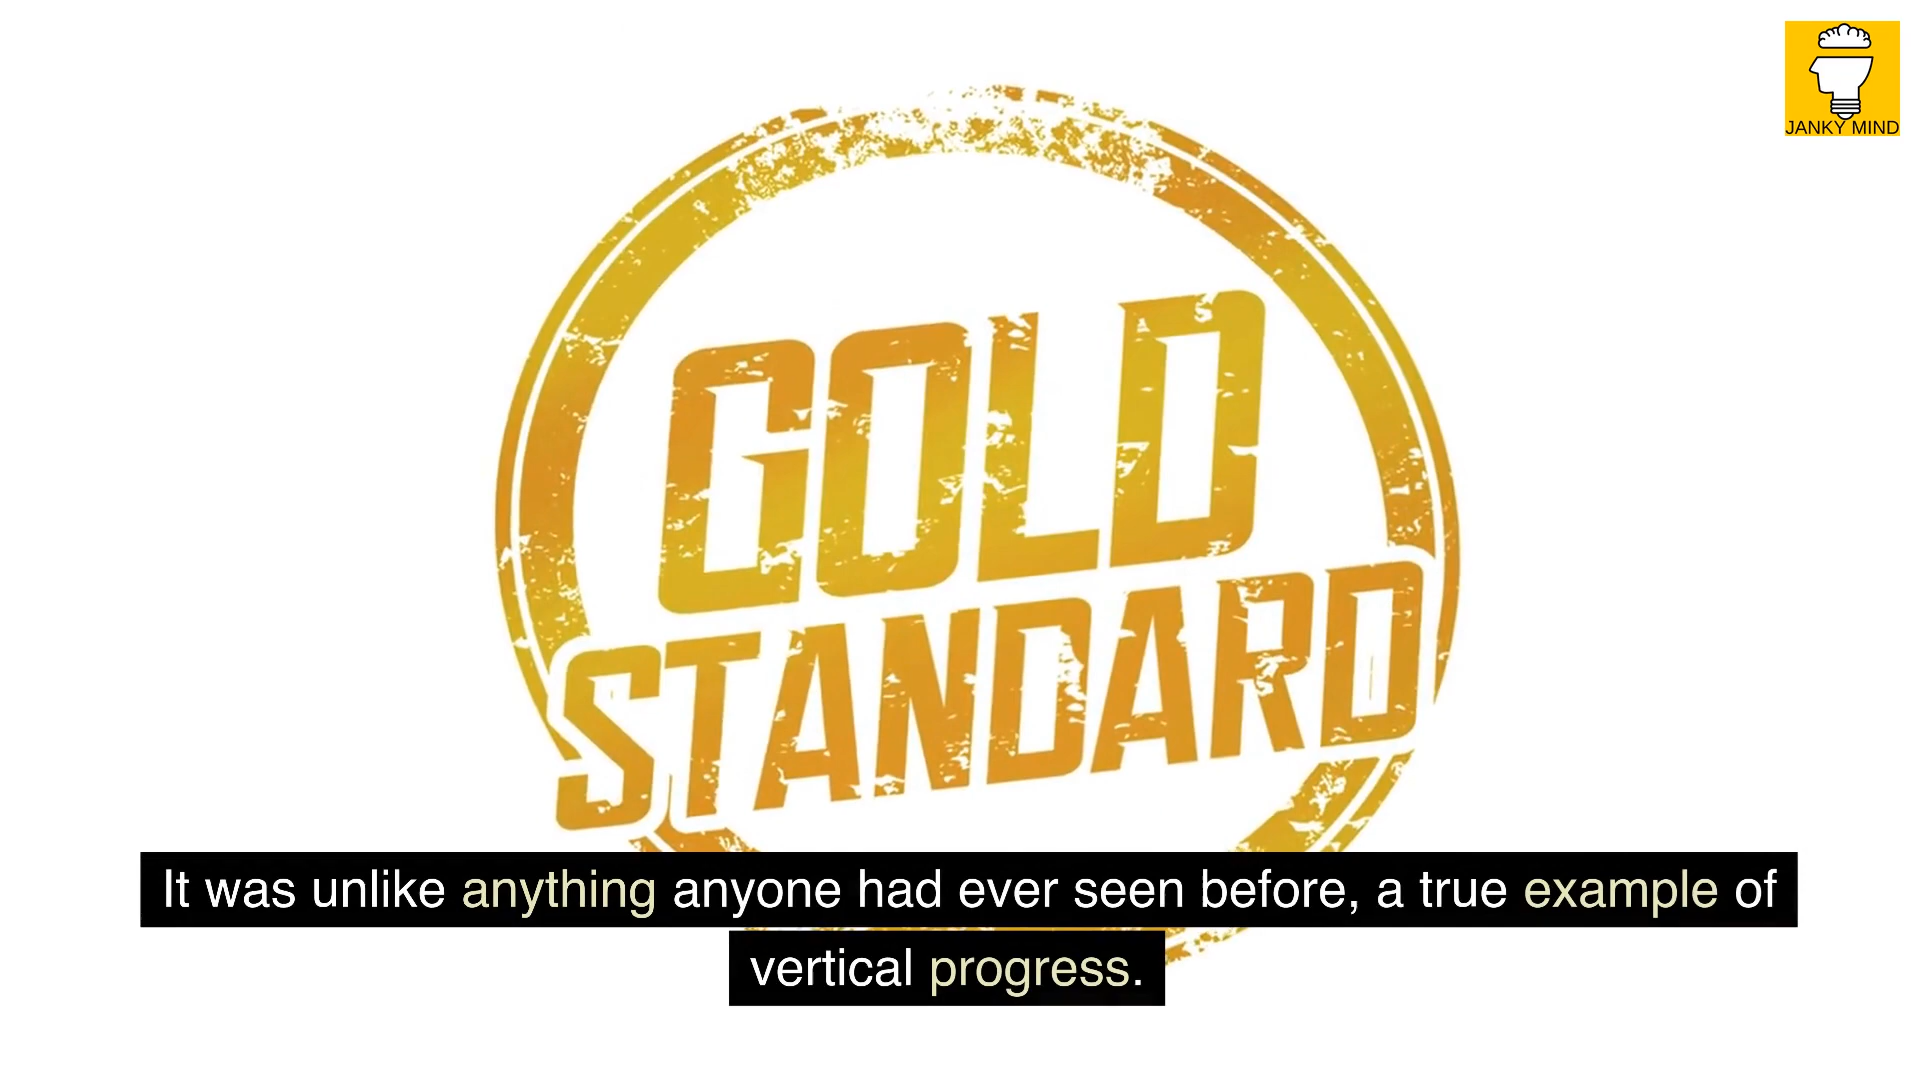 JANKY MIND
GOLD
STANDARD
It was unlike anything anyone had ever seen before, a true example of
vertical progress.